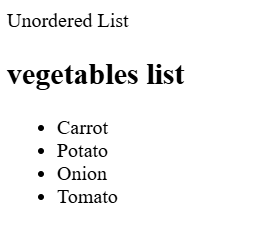 Unordered List
vegetables list
Carrot
Potato
Onion
Tomato